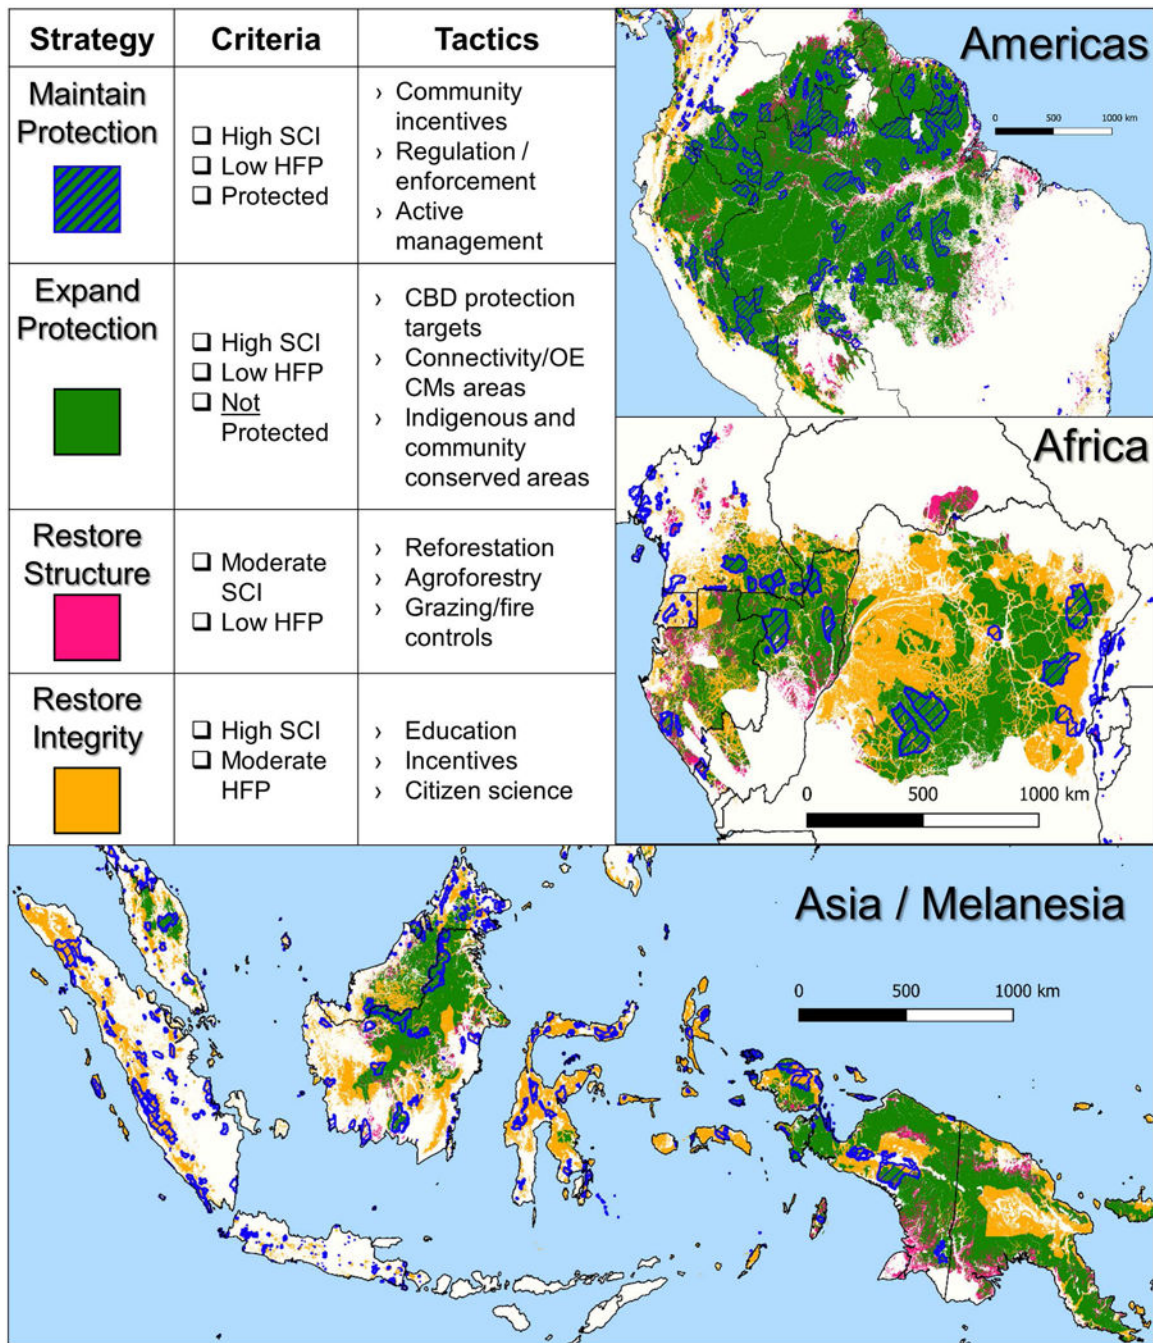 Strategy
Criteria
Tactics
Maintain
Protection
❑ High SCI
❑ Low HFP
❑ Protected
› Community
incentives
› Regulation /
enforcement
› Active
management
Expand
Protection
❑ High SCI
❑ Low HFP
❑ Not
Protected
› CBD protection
targets
› Connectivity/OE
CMs areas
› Indigenous and
community
conserved areas
Restore
Structure
❑ Moderate
SCI
❑ Low HFP
› Reforestation
› Agroforestry
› Grazing/fire
controls
Restore
Integrity
❑ High SCI
❑ Moderate
HFP
› Education
› Incentives
› Citizen science
Americas
0 500 1000 km
Africa
0 500 1000 km
Asia / Melanesia
0 500 1000 km